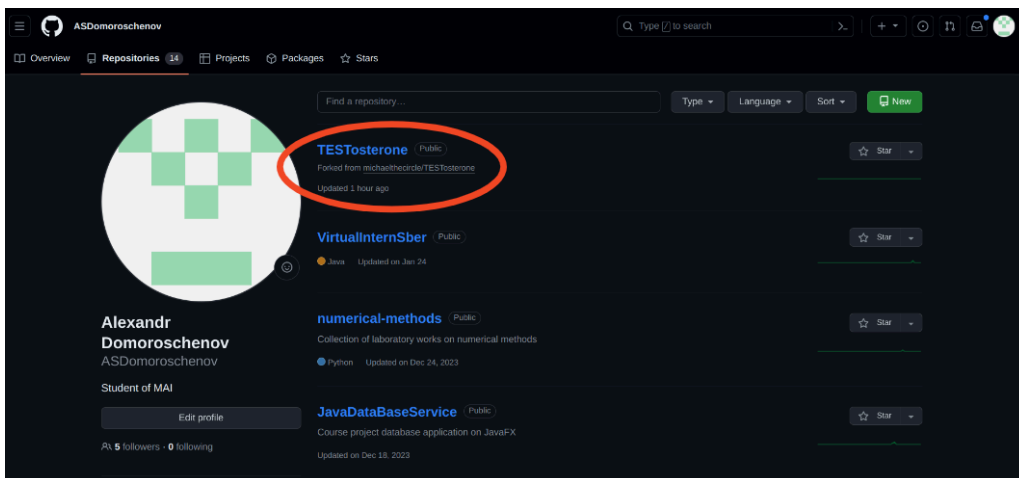 ASDomoroschenov
Type / to search
Overview
Repositories 14
Projects
Packages
Stars
Find a repository...
Type
Language
Sort
New
TESTosterone Public
Forked from michaelthecircle/TESTosterone
Updated 1 hour ago
Star
VirtualInternSber Public
Java Updated on Jan 24
Star
numerical-methods Public
Collection of laboratory works on numerical methods
Python Updated on Dec 24, 2023
Star
JavaDataBaseService Public
Course project database application on JavaFX
Updated on Dec 18, 2023
Star
Alexandr
Domoroschenov
ASDomoroschenov
Student of MAI
Edit profile
5 followers · 0 following